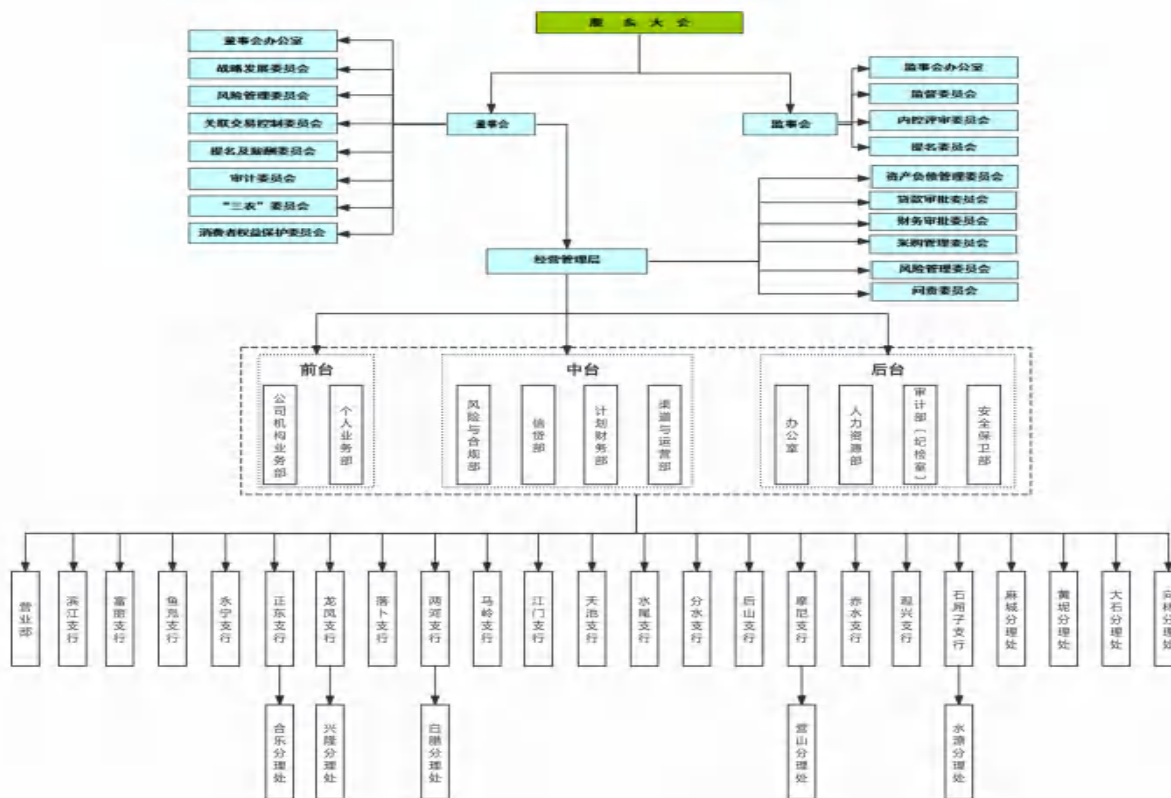 股东大会
董事会办公室
战略发展委员会
风险管理委员会
关联交易控制委员会
提名及薪酬委员会
审计委员会
“三农”委员会
消费者权益保护委员会
董事会
监事会
监事会办公室
监督委员会
内控评审委员会
提名委员会
资产负债管理委员会
贷款审批委员会
财务审批委员会
采购管理委员会
风险管理委员会
问责委员会
经营管理层
前台
公司机构业务部
个人业务部
中台
风险与合规部
信贷部
计划财务部
渠道与运营部
后台
办公室
人力资源部
审计部（纪检室）
安全保卫部
营业部
滨江支行
富丽支行
鱼凫支行
永宁支行
正东支行
龙凤支行
落卜支行
两河支行
马岭支行
江门支行
天池支行
水尾支行
分水支行
后山支行
摩尼支行
赤水支行
观兴支行
石厢子支行
麻城分理处
黄坭分理处
大石分理处
向林分理处
合乐分理处
兴隆分理处
白腊分理处
营山分理处
水潦分理处